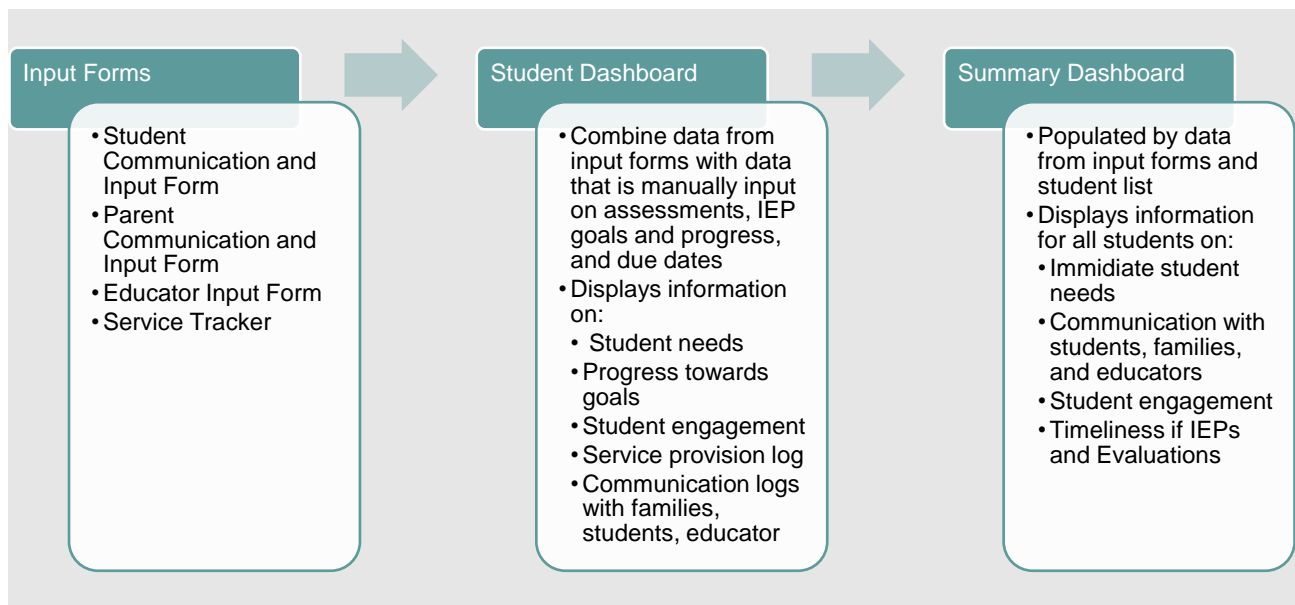 Input Forms
• Student
Communication and
Input Form
• Parent
Communication and
Input Form
• Educator Input Form
• Service Tracker
Student Dashboard
• Combine data from
input forms with data
that is manually input
on assessments, IEP
goals and progress,
and due dates
• Displays information
on:
• Student needs
• Progress towards
goals
• Student engagement
• Service provision log
• Communication logs
with families,
students, educator
Summary Dashboard
• Populated by data
from input forms and
student list
• Displays information
for all students on:
• Immidiate student
needs
• Communication with
students, families,
and educators
• Student engagement
• Timeliness if IEPs
and Evaluations